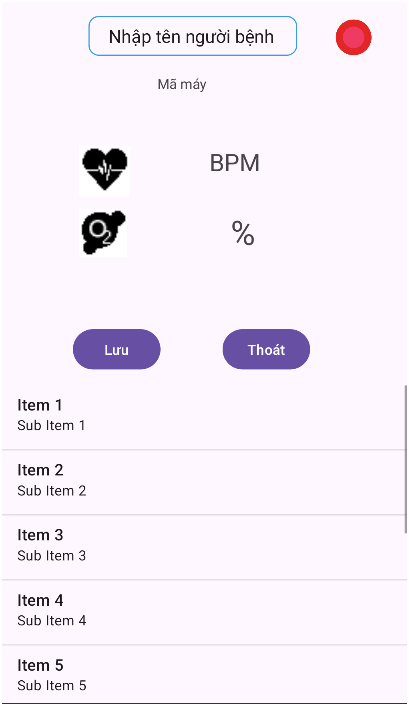 Nhập tên người bệnh
Mã máy
BPM
O2
%
Lưu
Thoát
Item 1
Sub Item 1
Item 2
Sub Item 2
Item 3
Sub Item 3
Item 4
Sub Item 4
Item 5
Sub Item 5